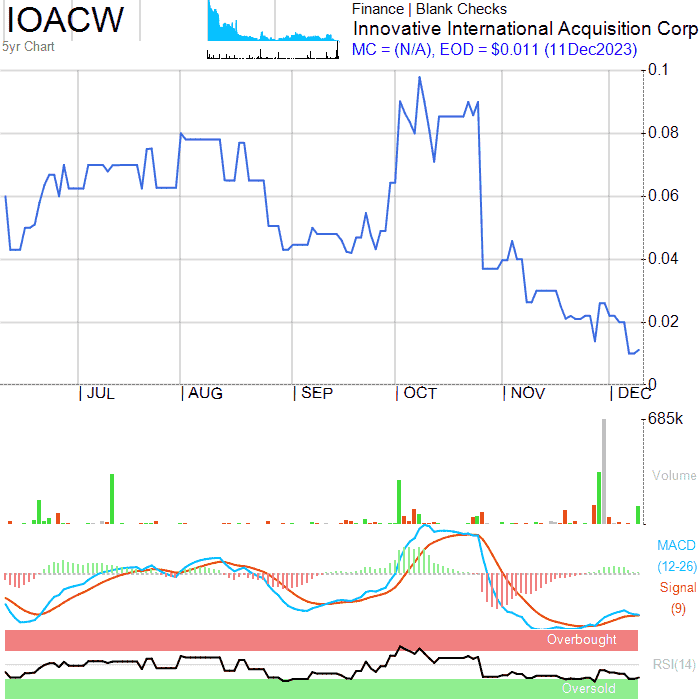 IOACW
5yr Chart
Finance | Blank Checks
Innovative International Acquisition Corp
MC = (N/A), EOD = $0.011 (11Dec2023)
0.1
0.08
0.06
0.04
0.02
0
| JUL | AUG | SEP | OCT | NOV | DEC
685k
Volume
MACD
(12-26)
Signal
(9)
Overbought
RSI(14)
Oversold